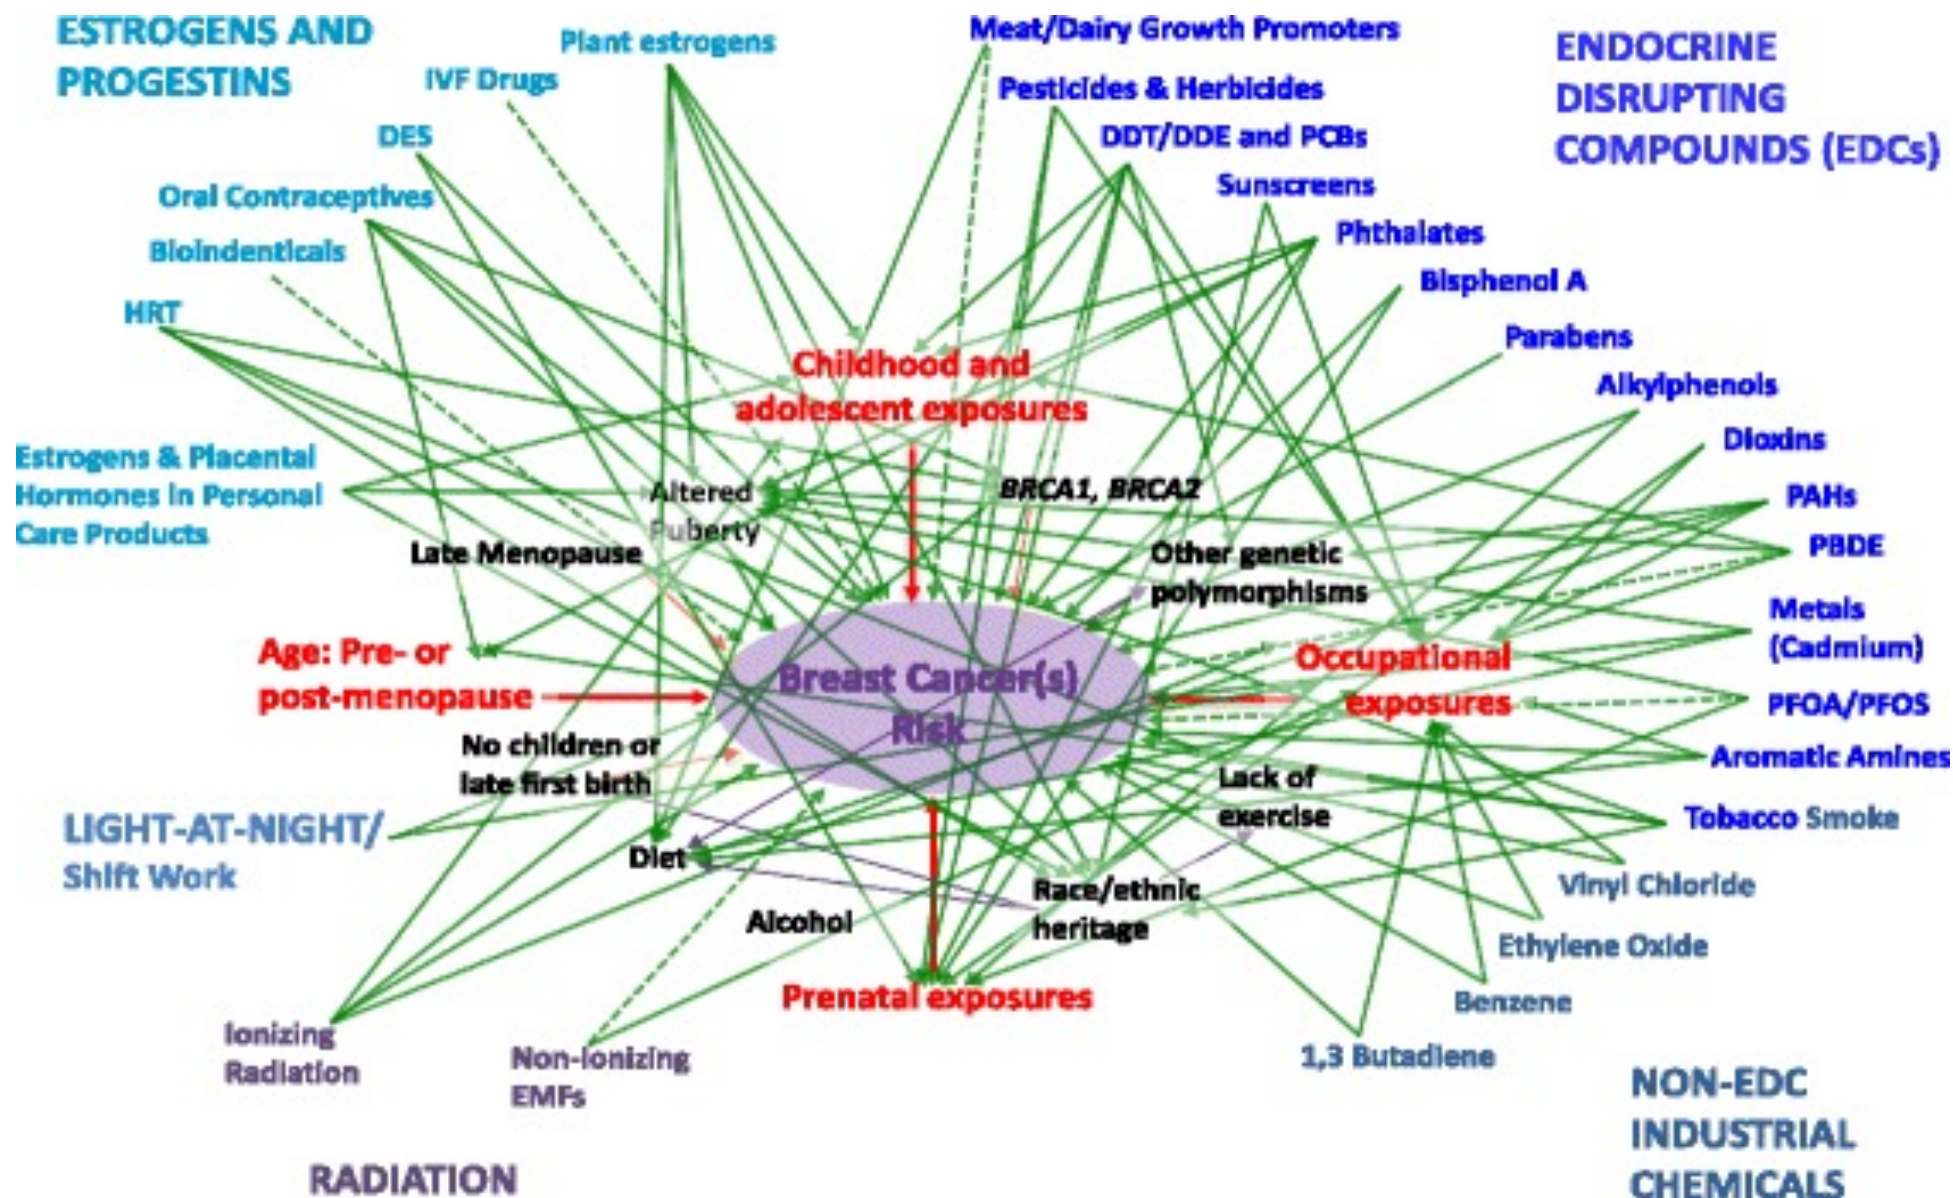 ESTROGENS AND
PROGESTINS
Plant estrogens
IVF Drugs
DES
Oral Contraceptives
Bioindenticals
HRT
Estrogens & Placental
Hormones in Personal
Care Products
Meat/Dairy Growth Promoters
Pesticides & Herbicides
DDT/DDE and PCBs
Sunscreens
Phthalates
Bisphenol A
Parabens
Alkylphenols
Dioxins
PAHs
PBDE
Metals
(Cadmium)
PFOA/PFOS
Aromatic Amines
Tobacco Smoke
ENDOCRINE
DISRUPTING
COMPOUNDS (EDCs)
Childhood and
adolescent exposures
Altered
Puberty
BRCA1, BRCA2
Late Menopause
Other genetic
polymorphisms
Age: Pre- or
post-menopause
Breast Cancer(s)
Risk
Occupational
exposures
No children or
late first birth
Lack of
exercise
Diet
Alcohol
Race/ethnic
heritage
Prenatal exposures
LIGHT-AT-NIGHT/
Shift Work
Ionizing
Radiation
Non-ionizing
EMFs
RADIATION
Vinyl Chloride
Ethylene Oxide
Benzene
1,3 Butadiene
NON-EDC
INDUSTRIAL
CHEMICALS